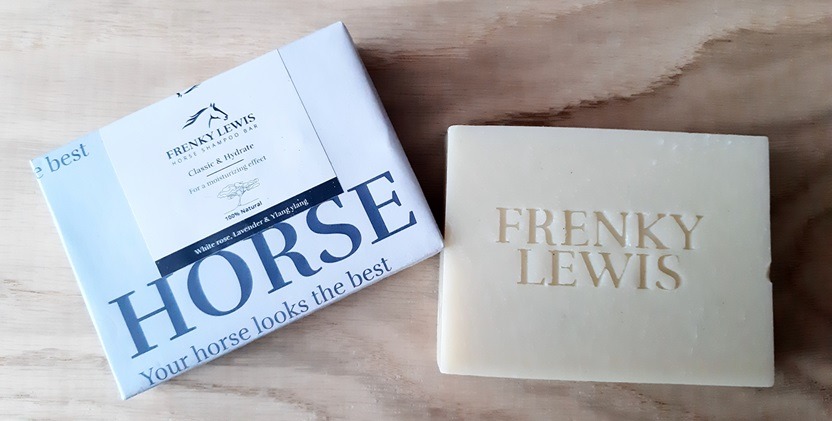 e best
FRENKY LEWIS
HORSE SHAMPOO BAR
Classic & Hydrate
For a moisturizing effect
100% Natural
White rose, Lavender & Ylang ylang
HORSE
Your horse looks the best
FRENKY
LEWIS